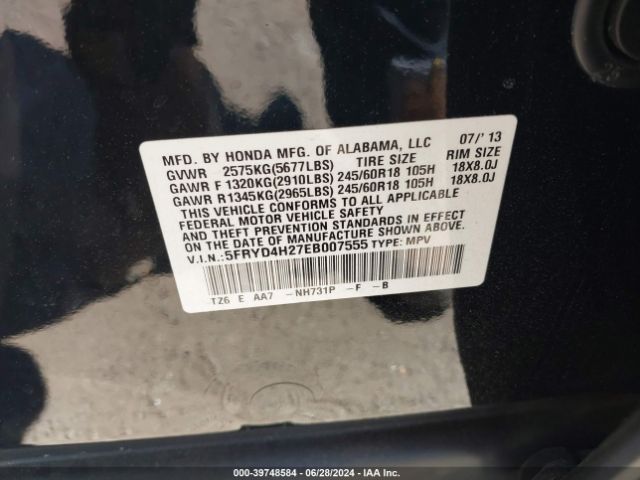 MFD. BY HONDA MFG. OF ALABAMA, LLC 07/'13
GVWR 2575KG(5677LBS) TIRE SIZE RIM SIZE
GAWR F 1320KG(2910LBS) 245/60R18 105H 18X8.0J
GAWR R1345KG(2965LBS) 245/60R18 105H 18X8.0J
THIS VEHICLE CONFORMS TO ALL APPLICABLE
FEDERAL MOTOR VEHICLE SAFETY
AND THEFT PREVENTION STANDARDS IN EFFECT
ON THE DATE OF MANUFACTURE SHOWN ABOVE.
V.I.N.:5FRYD4H27EB007555 TYPE: MPV
TZ6 E AA7 -NH731P -F -B
000-39748584 | 06/28/2024 | IAA Inc.